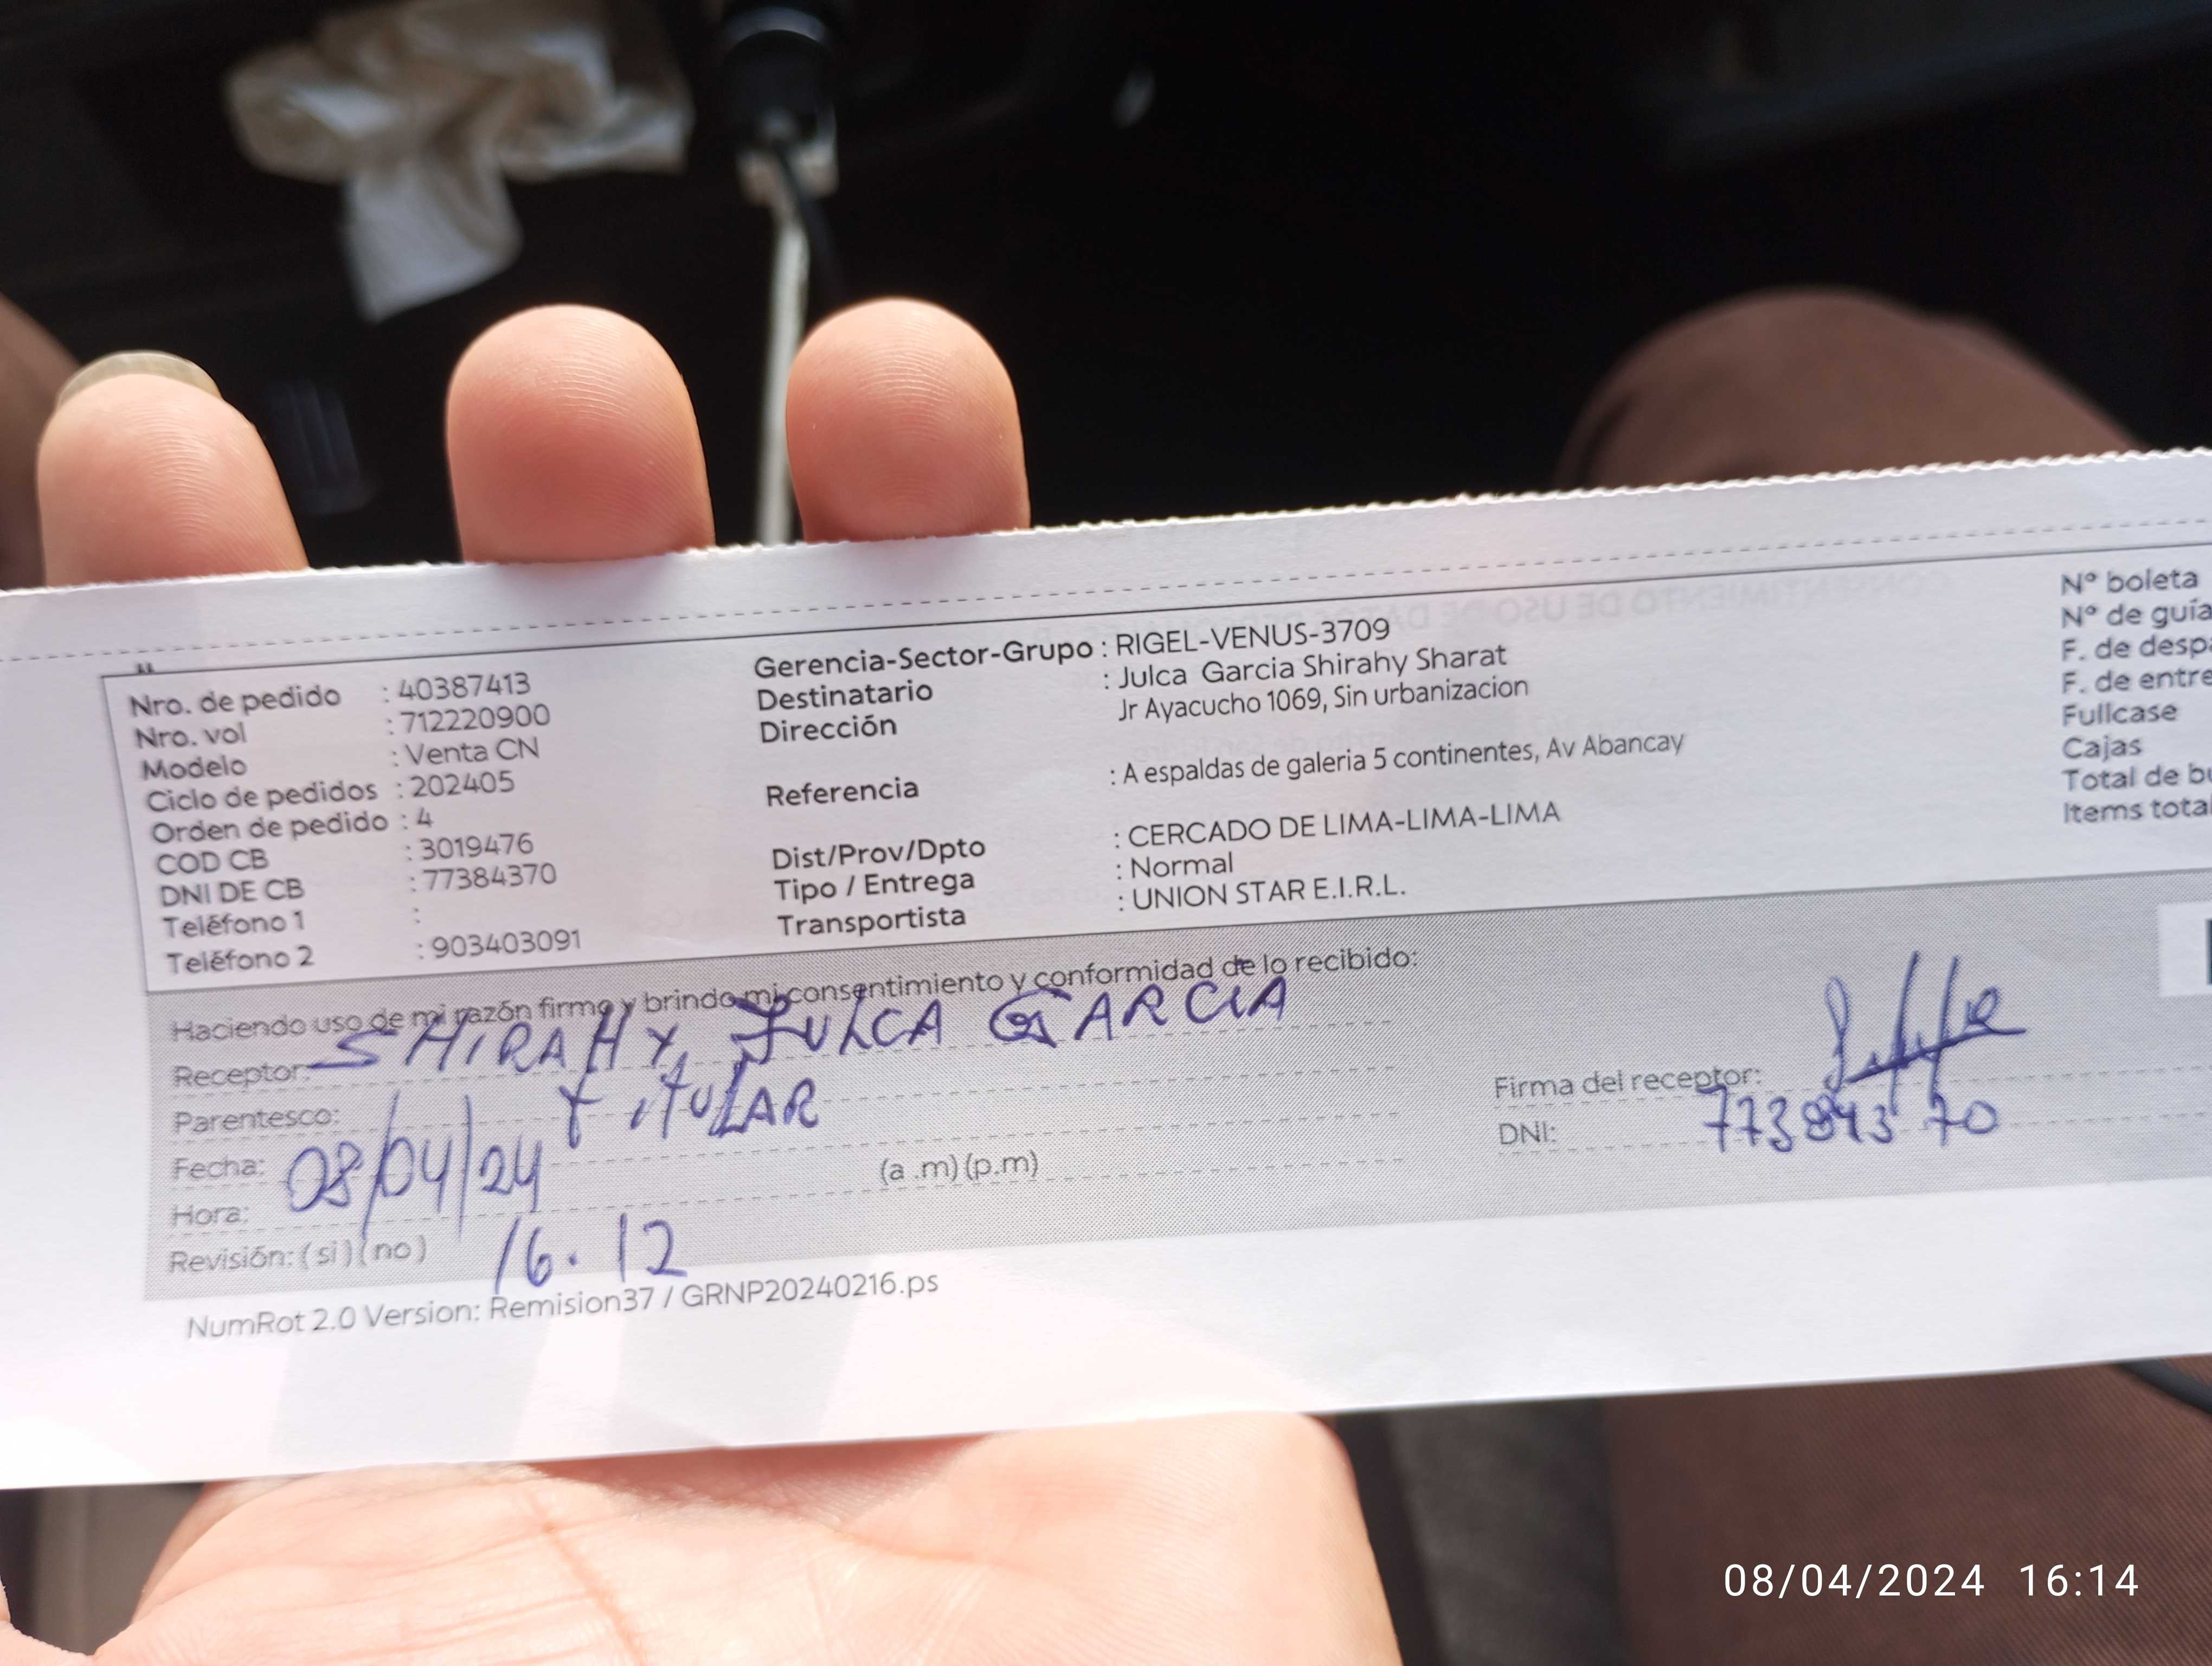 Nro. de pedido : 40387413
Nro. vol : 712220900
Modelo : Venta CN
Ciclo de pedidos : 202405
Orden de pedido : 4
COD CB : 3019476
DNI DE CB : 77384370
Teléfono 1 :
Teléfono 2 : 903403091
Gerencia-Sector-Grupo : RIGEL-VENUS-3709
Destinatario : Julca Garcia Shirahy Sharat
Dirección Jr Ayacucho 1069, Sin urbanizacion
Referencia : A espaldas de galeria 5 continentes, Av Abancay
Dist/Prov/Dpto : CERCADO DE LIMA-LIMA-LIMA
Tipo / Entrega : Normal
Transportista : UNION STAR E.I.R.L.
Nº boleta
Nº de guía
F. de desp
F. de entre
Fullcase
Cajas
Total de bu
Items total
Haciendo uso de mi razón firmo y brindo mi consentimiento y conformidad de lo recibido:
Receptor: SHIRAHY JULCA GARCIA
Parentesco: TITULAR
Fecha: 08/04/24
Hora: 16.12 (a .m) (p.m)
Revisión: ( si ) ( no )
Firma del receptor:
DNI: 77384370
NumRot 2.0 Version: Remision37 / GRNP20240216.ps
08/04/2024 16:14